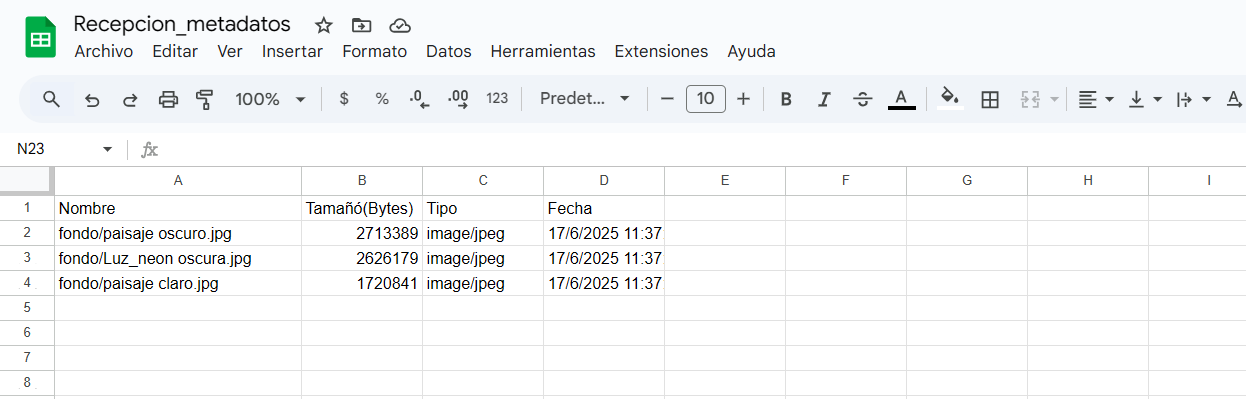 Recepcion_metadatos
Archivo Editar Ver Insertar Formato Datos Herramientas Extensiones Ayuda
100% $ % .0 .00 123 Predet... 10 B I A A
N23 fx
A B C D E F G H I
1 Nombre Tamañó(Bytes) Tipo Fecha
2 fondo/paisaje oscuro.jpg 2713389 image/jpeg 17/6/2025 11:37
3 fondo/Luz_neon oscura.jpg 2626179 image/jpeg 17/6/2025 11:37
4 fondo/paisaje claro.jpg 1720841 image/jpeg 17/6/2025 11:37
5
6
7
8